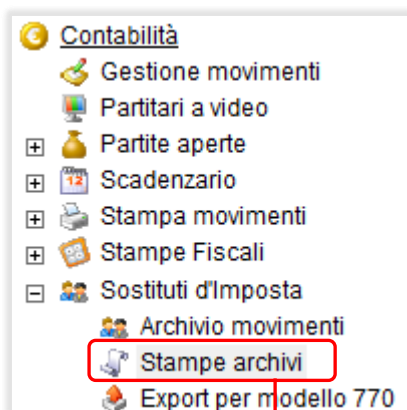 Contabilità
Gestione movimenti
Partitari a video
Partite aperte
12 Scadenzario
Stampa movimenti
Stampe Fiscali
Sostituti d'Imposta
Archivio movimenti
Stampe archivi
Export per modello 770